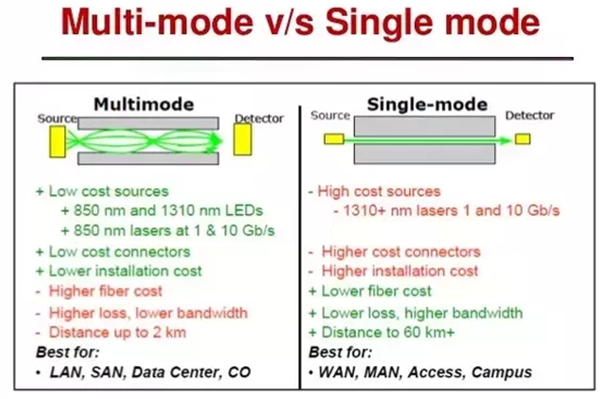 Multi-mode v/s Single mode
Multimode
Source
Detector
+ Low cost sources
+ 850 nm and 1310 nm LEDs
+ 850 nm lasers at 1 & 10 Gb/s
+ Low cost connectors
+ Lower installation cost
- Higher fiber cost
- Higher loss, lower bandwidth
- Distance up to 2 km
Best for:
• LAN, SAN, Data Center, CO
Single-mode
Source
Detector
- High cost sources
- 1310+ nm lasers 1 and 10 Gb/s
- Higher cost connectors
- Higher installation cost
+ Lower fiber cost
+ Lower loss, higher bandwidth
+ Distance to 60 km+
Best for:
• WAN, MAN, Access, Campus